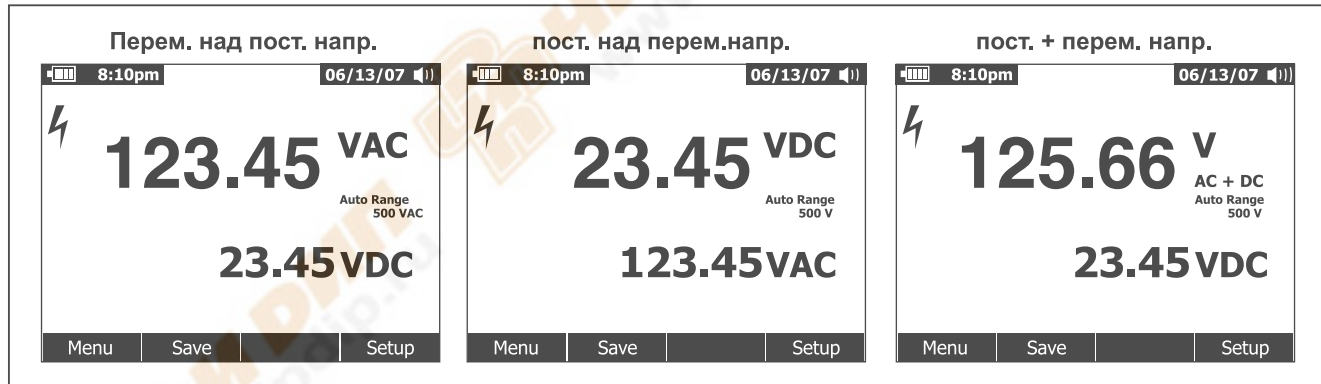 Перем. над пост. напр.
8:10pm 06/13/07
123.45 VAC
Auto Range
500 VAC
23.45 VDC
Menu Save Setup
пост. над перем.напр.
8:10pm 06/13/07
23.45 VDC
Auto Range
500 V
123.45 VAC
Menu Save Setup
пост. + перем. напр.
8:10pm 06/13/07
125.66 V
AC + DC
Auto Range
500 V
23.45 VDC
Menu Save Setup